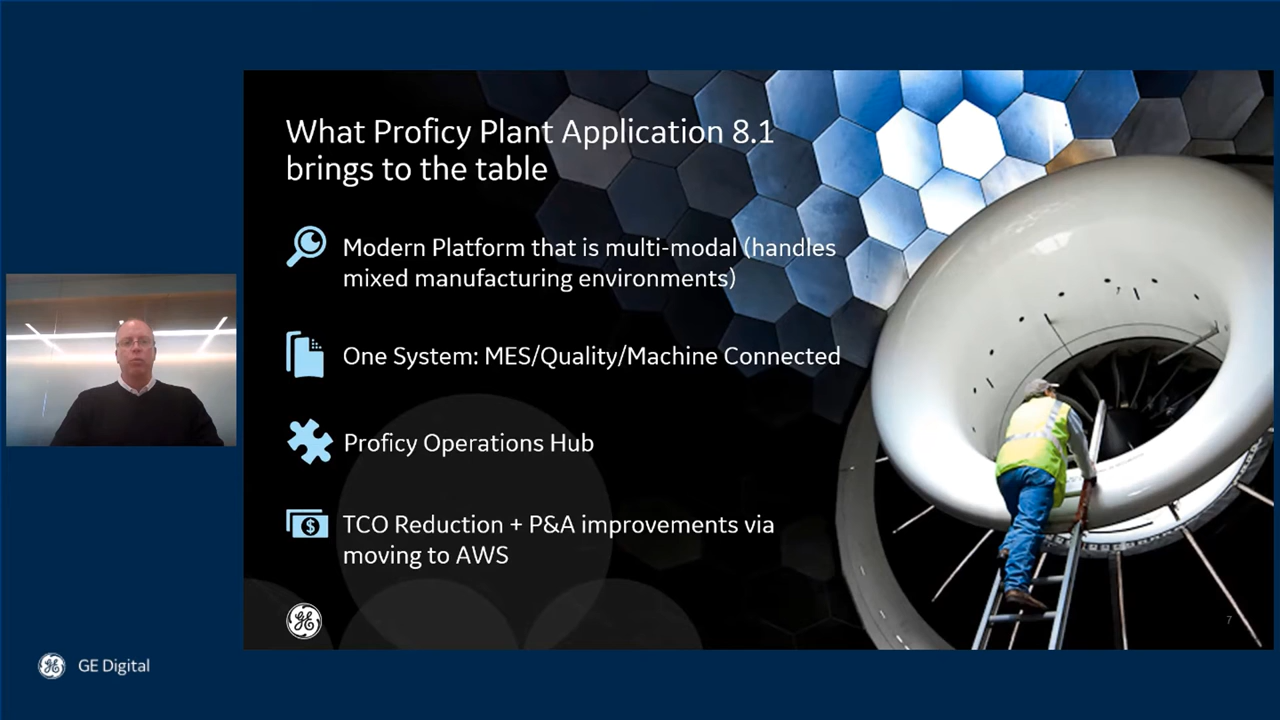 What Proficy Plant Application 8.1
brings to the table
Modern Platform that is multi-modal (handles
mixed manufacturing environments)
One System: MES/Quality/Machine Connected
Proficy Operations Hub
TCO Reduction + P&A improvements via
moving to AWS
7
GE Digital